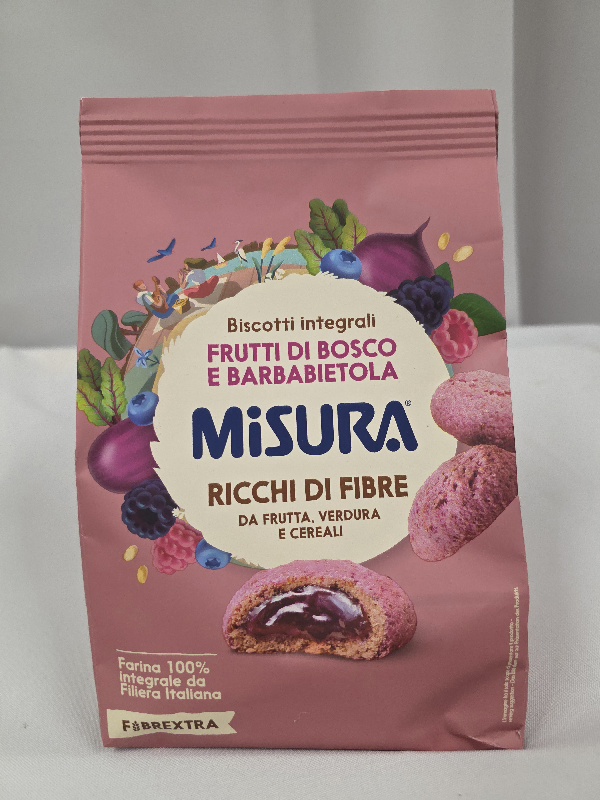 Biscotti integrali
FRUTTI DI BOSCO
E BARBABIETOLA
MiSURA®
RICCHI DI FIBRE
DA FRUTTA, VERDURA
E CEREALI
Farina 100%
integrale da
Filiera Italiana
FIBREXTRA